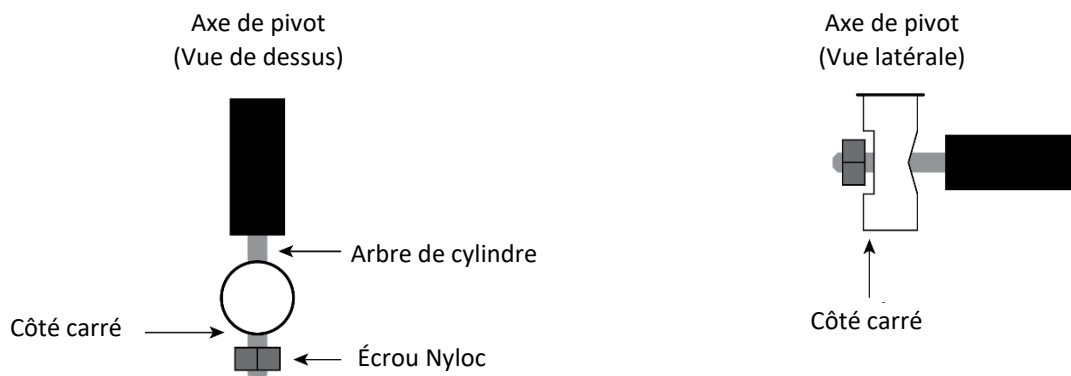 Axe de pivot
(Vue de dessus)
Arbre de cylindre
Côté carré
Écrou Nyloc
Axe de pivot
(Vue latérale)
Côté carré